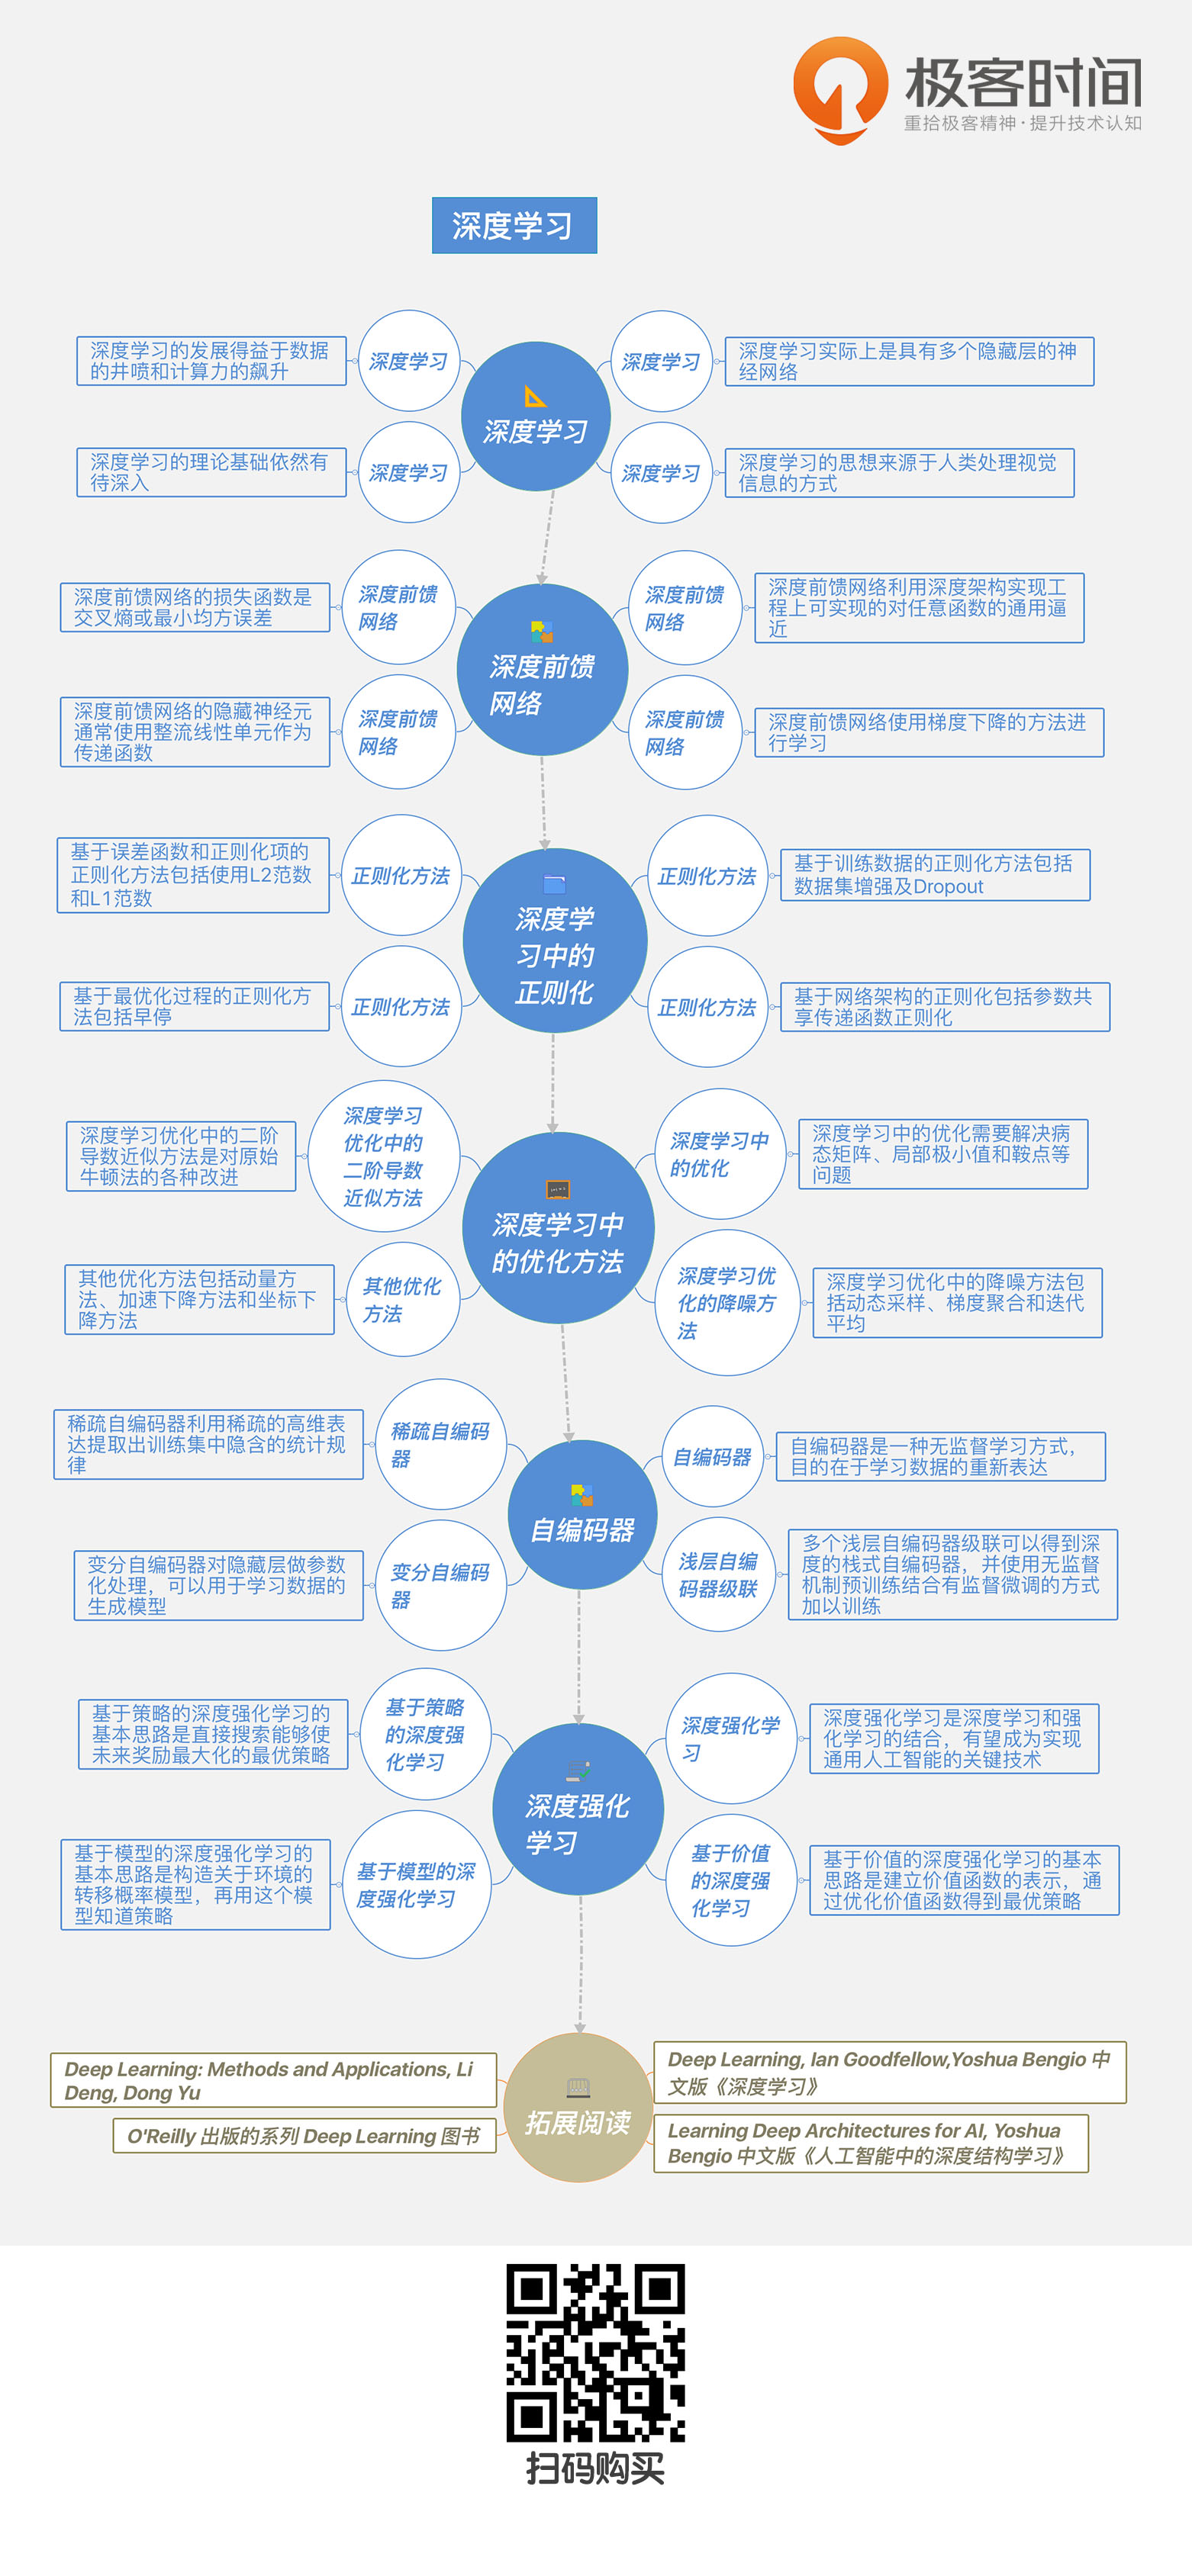 极客时间
重拾极客精神·提升技术认知
深度学习
深度学习的发展得益于数据
的井喷和计算力的飙升
深度学习
深度学习
深度学习
深度学习实际上是具有多个隐藏层的神
经网络
深度学习的理论基础依然有
待深入
深度学习
深度学习
深度学习的思想来源于人类处理视觉
信息的方式
深度前馈网络的损失函数是
交叉熵或最小均方误差
深度前馈
网络
深度前馈
网络
深度前馈
网络
深度前馈网络利用深度架构实现工
程上可实现的对任意函数的通用逼
近
深度前馈网络的隐藏神经元
通常使用整流线性单元作为
传递函数
深度前馈
网络
深度前馈
网络
深度前馈网络使用梯度下降的方法进
行学习
基于误差函数和正则化项的
正则化方法包括使用L2范数
和L1范数
正则化方法
深度学
习中的
正则化
正则化方法
基于训练数据的正则化方法包括
数据集增强及Dropout
基于最优化过程的正则化方
法包括早停
正则化方法
正则化方法
基于网络架构的正则化包括参数共
享传递函数正则化
深度学习优化中的二阶
导数近似方法是对原始
牛顿法的各种改进
深度学习
优化中的
二阶导数
近似方法
深度学习中
的优化方法
深度学习中
的优化
深度学习中的优化需要解决病
态矩阵、局部极小值和鞍点等
问题
其他优化方法包括动量方
法、加速下降方法和坐标下
降方法
其他优化
方法
深度学习优
化的降噪方
法
深度学习优化中的降噪方法包
括动态采样、梯度聚合和迭代
平均
稀疏自编码器利用稀疏的高维表
达提取出训练集中隐含的统计规
律
稀疏自编码
器
自编码器
自编码器
自编码器是一种无监督学习方式，
目的在于学习数据的重新表达
变分自编码器对隐藏层做参数
化处理，可以用于学习数据的
生成模型
变分自编码
器
浅层自编
码器级联
多个浅层自编码器级联可以得到深
度的栈式自编码器，并使用无监督
机制预训练结合有监督微调的方式
加以训练
基于策略的深度强化学习的
基本思路是直接搜索能够使
未来奖励最大化的最优策略
基于策略
的深度强
化学习
深度强化
学习
深度强化学
习
深度强化学习是深度学习和强
化学习的结合，有望成为实现
通用人工智能的关键技术
基于模型的深度强化学习的
基本思路是构造关于环境的
转移概率模型，再用这个模
型知道策略
基于模型的深
度强化学习
基于价值
的深度强
化学习
基于价值的深度强化学习的基本
思路是建立价值函数的表示，通
过优化价值函数得到最优策略
Deep Learning: Methods and Applications, Li
Deng, Dong Yu
O'Reilly 出版的系列 Deep Learning 图书
拓展阅读
Deep Learning, Ian Goodfellow,Yoshua Bengio 中
文版《深度学习》
Learning Deep Architectures for AI, Yoshua
Bengio 中文版《人工智能中的深度结构学习》
扫码购买